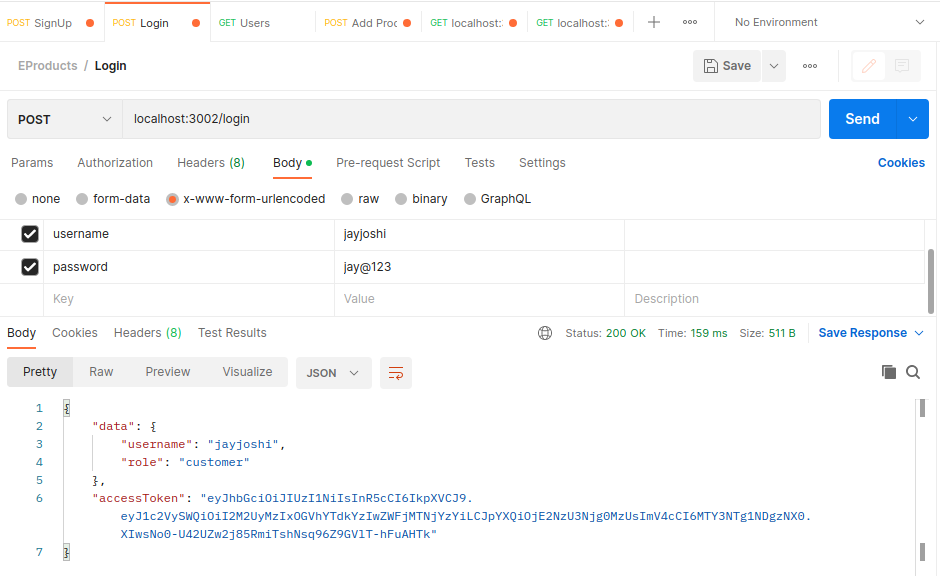 POST SignUp POST Login GET Users POST Add Proc GET localhost: GET localhost: No Environment
EProducts / Login Save
POST localhost:3002/login Send
Params Authorization Headers (8) Body Pre-request Script Tests Settings Cookies
none form-data x-www-form-urlencoded raw binary GraphQL
username jayjoshi
password jay@123
Key Value Description
Body Cookies Headers (8) Test Results Status: 200 OK Time: 159 ms Size: 511 B Save Response
Pretty Raw Preview Visualize JSON
1 {
2 "data": {
3 "username": "jayjoshi",
4 "role": "customer"
5 },
6 "accessToken": "eyJhbGciOiJIUzI1NiIsInR5cCI6IkpXVCJ9.
eyJ1c2VySWQiOiI2M2UyMzIxOGVhYTdkYzIwZWFjMTNjYzYiLCJpYXQiOjE2NzU3Njg0MzUsImV4cCI6MTY3NTg1NDgzNX0.
XIwsNo0-U42UZw2j85RmiTshNsq96Z9GVlT-hFuAHTk"
7 }